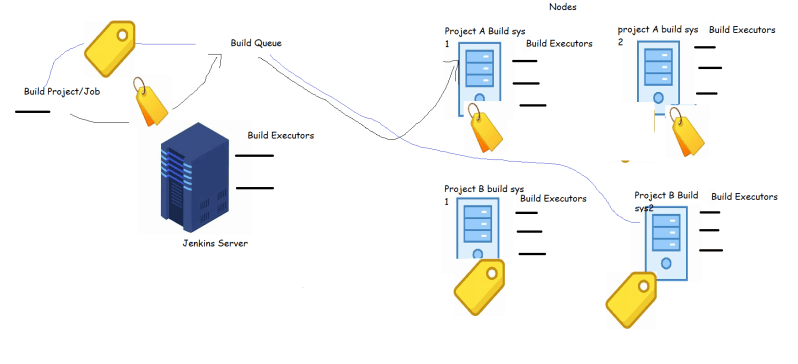 Nodes
Project A Build sys
1
Build Executors
project A build sys
2
Build Executors
Build Queue
Build Project/Job
Build Executors
Jenkins Server
Project B build sys
1
Build Executors
Project B Build
sys2
Build Executors